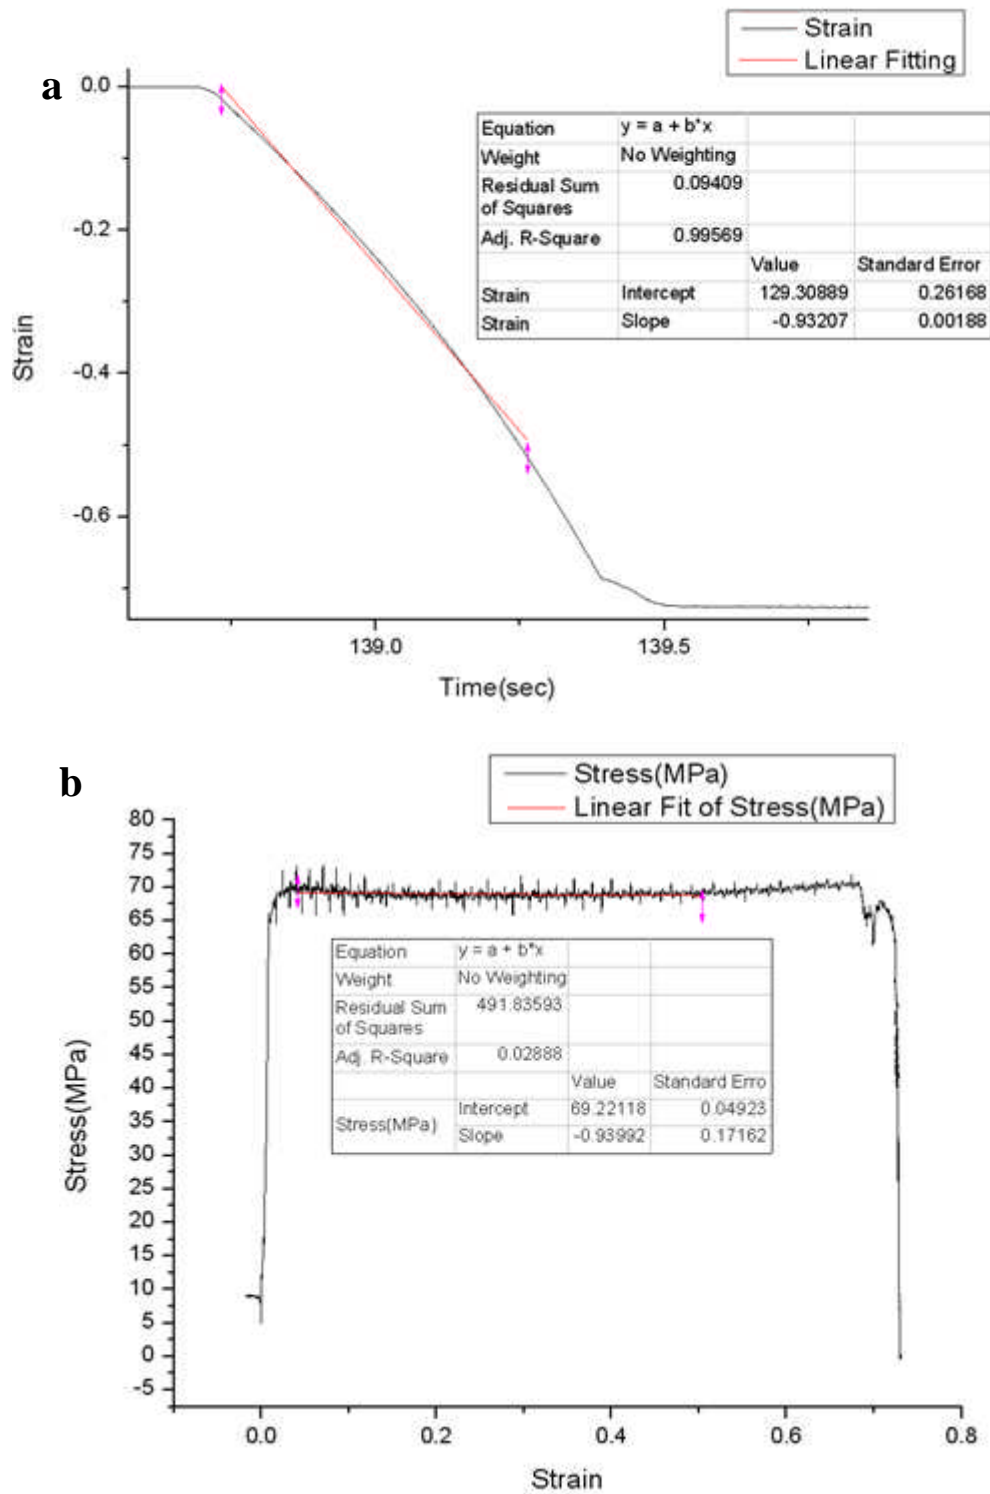 a
Strain
Linear Fitting
0.0
-0.2
-0.4
-0.6
Strain
Equation y = a + b*x
Weight No Weighting
Residual Sum of Squares 0.09409
Adj. R-Square 0.99569
Value Standard Error
Strain Intercept 129.30889 0.26168
Strain Slope -0.93207 0.00188
139.0 139.5
Time(sec)
b
Stress(MPa)
Linear Fit of Stress(MPa)
80
75
70
65
60
55
50
45
40
35
30
25
20
15
10
5
0
-5
Stress(MPa)
Equation y = a + b*x
Weight No Weighting
Residual Sum of Squares 491.83593
Adj. R-Square 0.02888
Value Standard Erro
Stress(MPa) Intercept 69.22118 0.04923
Slope -0.93992 0.17162
0.0 0.2 0.4 0.6 0.8
Strain